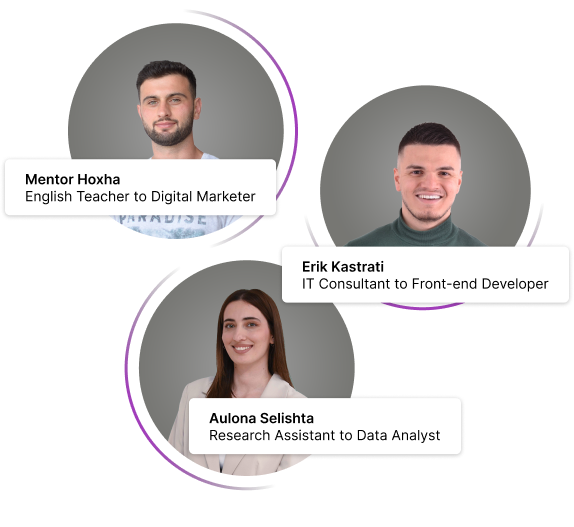 Mentor Hoxha
English Teacher to Digital Marketer
PARADISE
Erik Kastrati
IT Consultant to Front-end Developer
Aulona Selishta
Research Assistant to Data Analyst